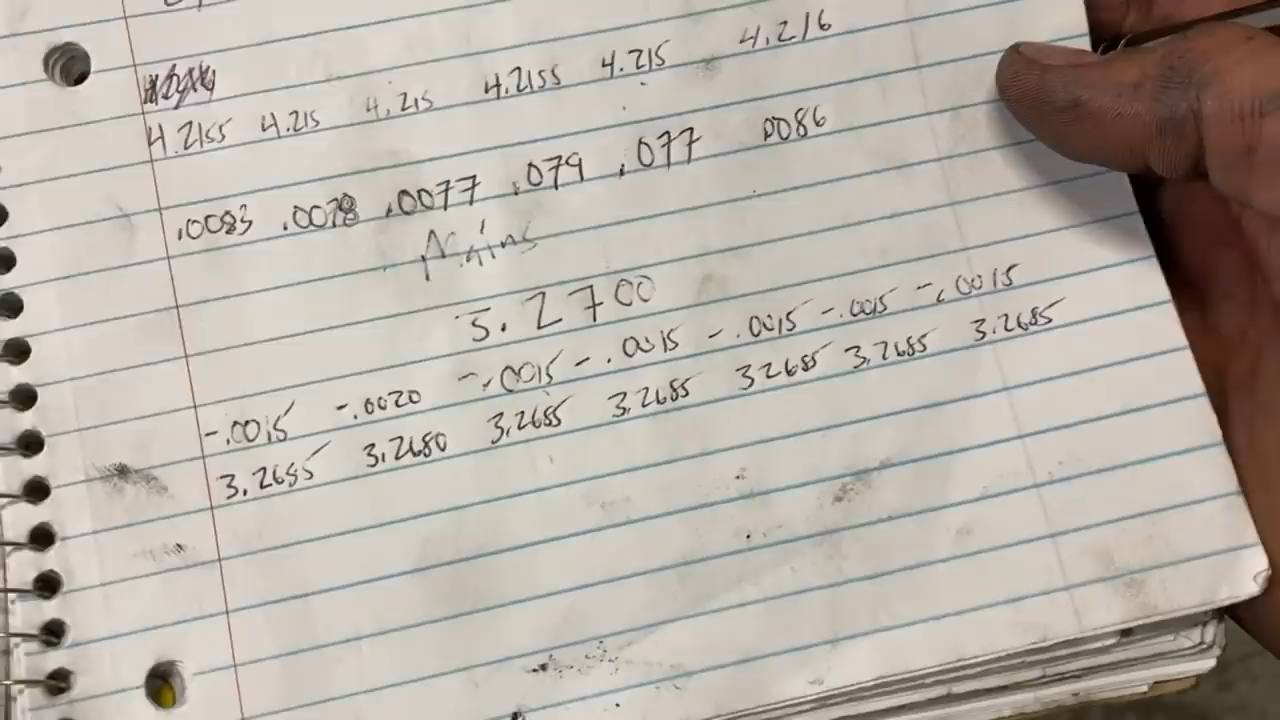 4.2155 4.215 4.215 4.2155 4.215 4.216
.0083 .0078 .0077 .079 .077 0086
Mains
3.2700
-.0015 -.0020 -.0015 -.0015 -.0015 -.0015 -.0015
3.2685 3.2680 3.2685 3.2685 32685 3.2685 3.2685